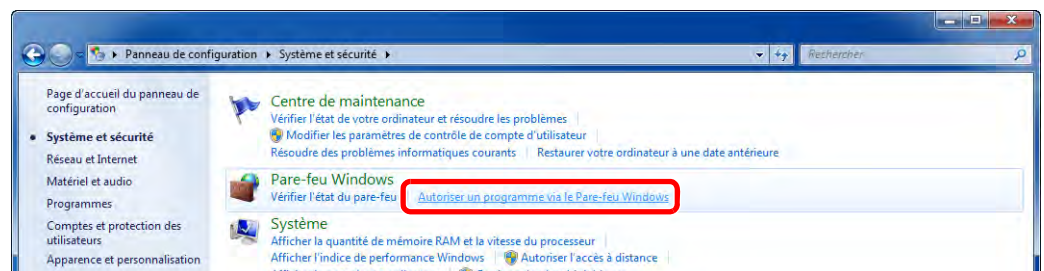 Panneau de configuration ▸ Système et sécurité ▸
Rechercher
Page d'accueil du panneau de
configuration
Système et sécurité
Réseau et Internet
Matériel et audio
Programmes
Comptes et protection des
utilisateurs
Apparence et personnalisation
Centre de maintenance
Vérifier l'état de votre ordinateur et résoudre les problèmes
Modifier les paramètres de contrôle de compte d'utilisateur
Résoudre des problèmes informatiques courants Restaurer votre ordinateur à une date antérieure
Pare-feu Windows
Vérifier l'état du pare-feu Autoriser un programme via le Pare-feu Windows
Système
Afficher la quantité de mémoire RAM et la vitesse du processeur
Afficher l'indice de performance Windows Autoriser l'accès à distance